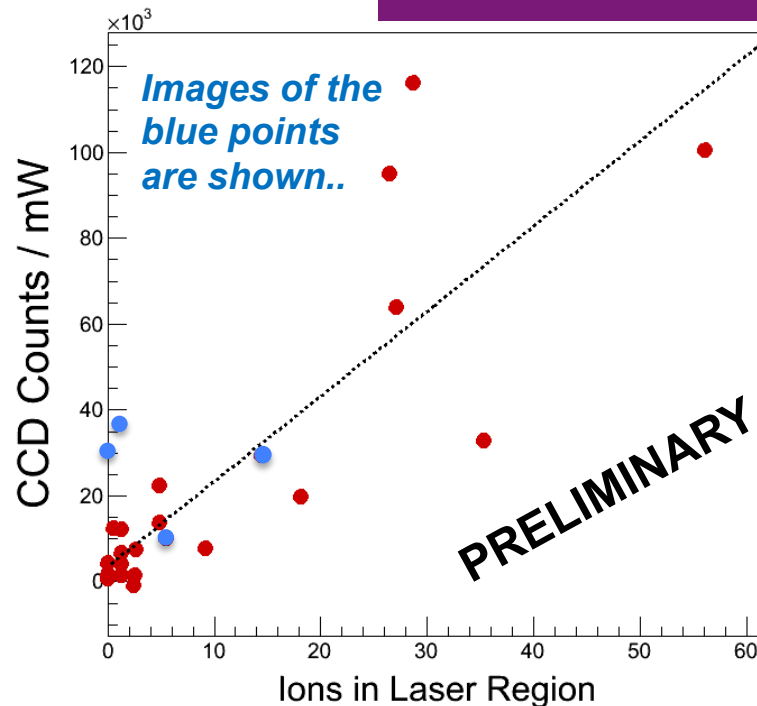 ×10³
120
100
80
60
40
20
0
CCD Counts / mW
Images of the
blue points
are shown..
PRELIMINARY
0 10 20 30 40 50 60
Ions in Laser Region